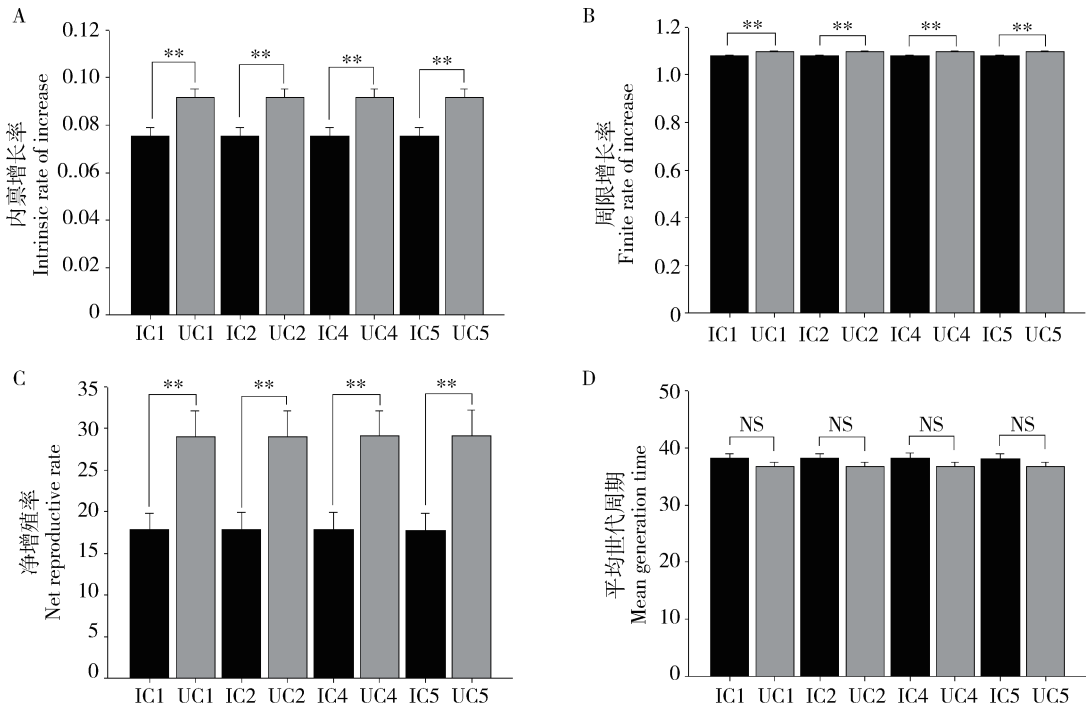 A
0.12
0.10
0.08
0.06
0.04
0.02
0
内禀增长率
Intrinsic rate of increase
** ** ** **
IC1 UC1 IC2 UC2 IC4 UC4 IC5 UC5
B
1.2
1.0
0.8
0.6
0.4
0.2
0
周限增长率
Finite rate of increase
** ** ** **
IC1 UC1 IC2 UC2 IC4 UC4 IC5 UC5
C
35
30
25
20
15
10
5
0
净增殖率
Net reproductive rate
** ** ** **
IC1 UC1 IC2 UC2 IC4 UC4 IC5 UC5
D
50
40
30
20
10
0
平均世代周期
Mean generation time
NS NS NS NS
IC1 UC1 IC2 UC2 IC4 UC4 IC5 UC5